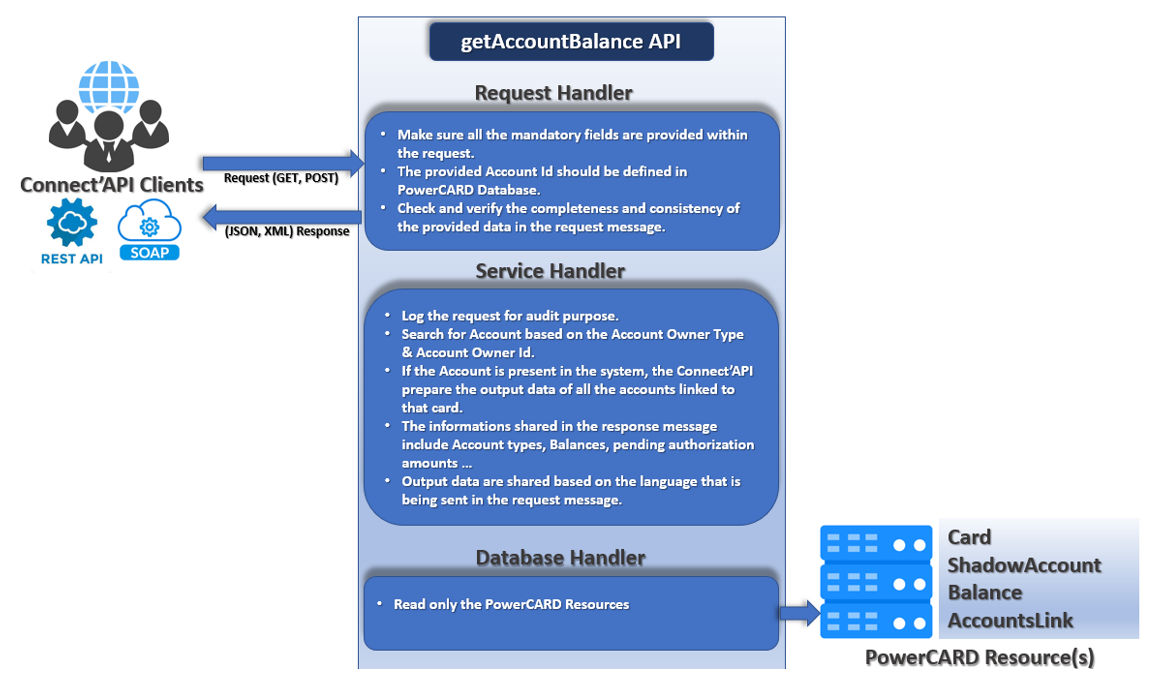 getAccountBalance API
Request Handler
• Make sure all the mandatory fields are provided within
the request.
• The provided Account Id should be defined in
PowerCARD Database.
• Check and verify the completeness and consistency of
the provided data in the request message.
Connect'API Clients
REST API
SOAP
Request (GET, POST)
(JSON, XML) Response
Service Handler
• Log the request for audit purpose.
• Search for Account based on the Account Owner Type
& Account Owner Id.
• If the Account is present in the system, the Connect'API
prepare the output data of all the accounts linked to
that card.
• The informations shared in the response message
include Account types, Balances, pending authorization
amounts ...
• Output data are shared based on the language that is
being sent in the request message.
Database Handler
• Read only the PowerCARD Resources
Card
ShadowAccount
Balance
AccountsLink
PowerCARD Resource(s)